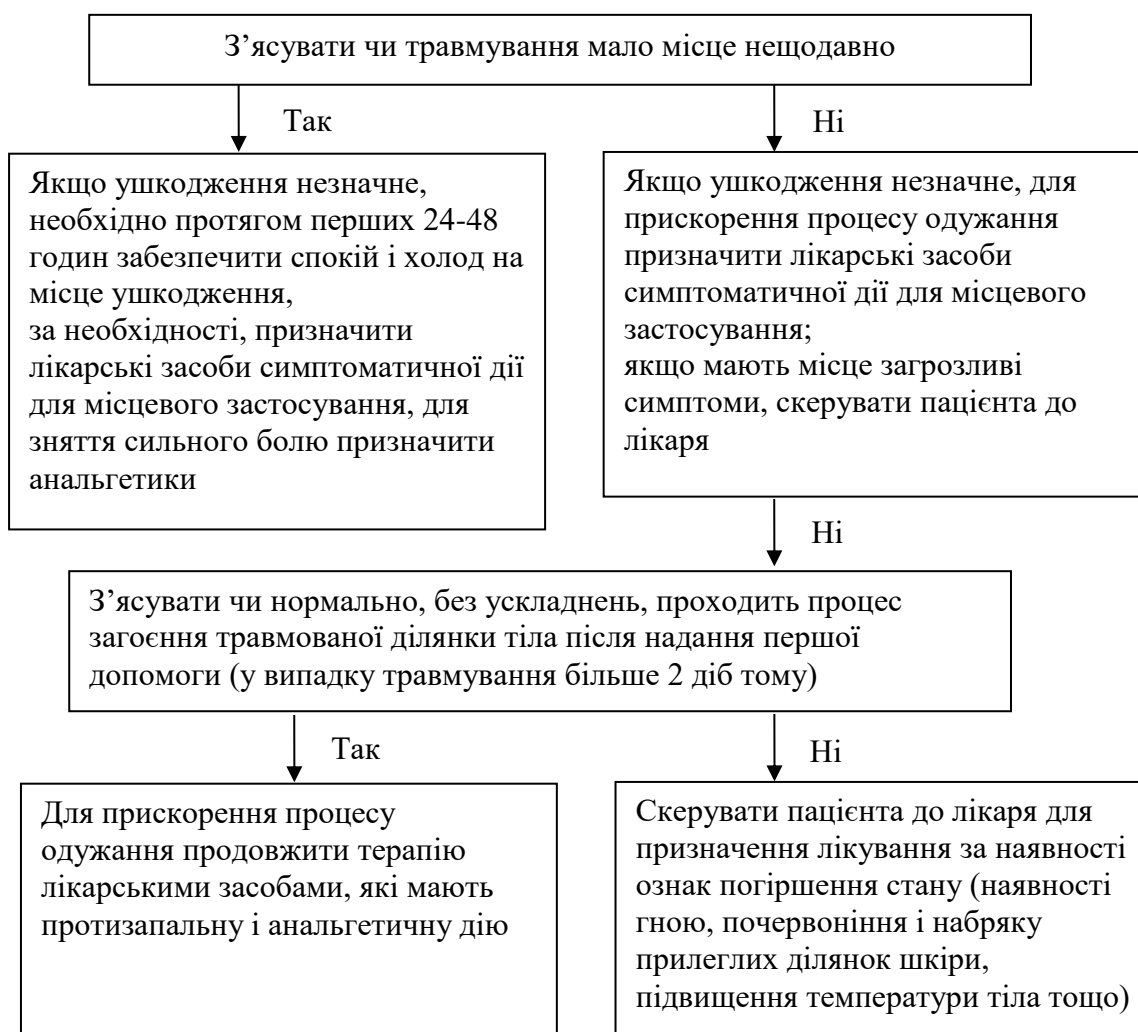 З’ясувати чи травмування мало місце нещодавно
Так
Ні
Якщо ушкодження незначне,
необхідно протягом перших 24-48
годин забезпечити спокій і холод на
місце ушкодження,
за необхідності, призначити
лікарські засоби симптоматичної дії
для місцевого застосування, для
зняття сильного болю призначити
анальгетики
Якщо ушкодження незначне, для
прискорення процесу одужання
призначити лікарські засоби
симптоматичної дії для місцевого
застосування;
якщо мають місце загрозливі
симптоми, скерувати пацієнта до
лікаря
Ні
З’ясувати чи нормально, без ускладнень, проходить процес
загоєння травмованої ділянки тіла після надання першої
допомоги (у випадку травмування більше 2 діб тому)
Так
Ні
Для прискорення процесу
одужання продовжити терапію
лікарськими засобами, які мають
протизапальну і анальгетичну дію
Скерувати пацієнта до лікаря для
призначення лікування за наявності
ознак погіршення стану (наявності
гною, почервоніння і набряку
прилеглих ділянок шкіри,
підвищення температури тіла тощо)